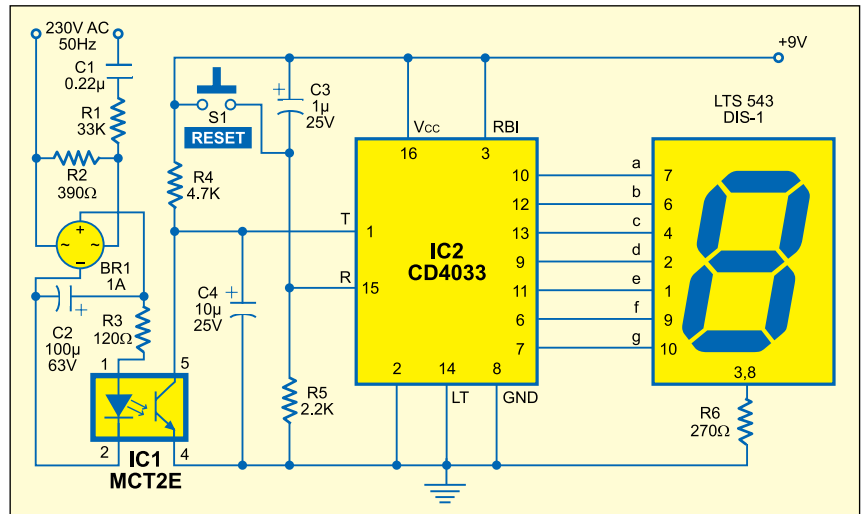 230V AC
50Hz
C1
0.22µ
R1
33K
R2
390Ω
~
+
~
–
BR1
1A
+
C2
100µ
63V
R3
120Ω
1
5
2
4
IC1
MCT2E
S1
RESET
R4
4.7K
+
C3
1µ
25V
+
C4
10µ
25V
R5
2.2K
T
R
+9V
VCC
RBI
16
3
1
15
IC2
CD4033
10
12
13
9
11
6
7
2
14
8
LT
GND
a
b
c
d
e
f
g
LTS 543
DIS-1
7
6
4
2
1
9
10
3,8
R6
270Ω